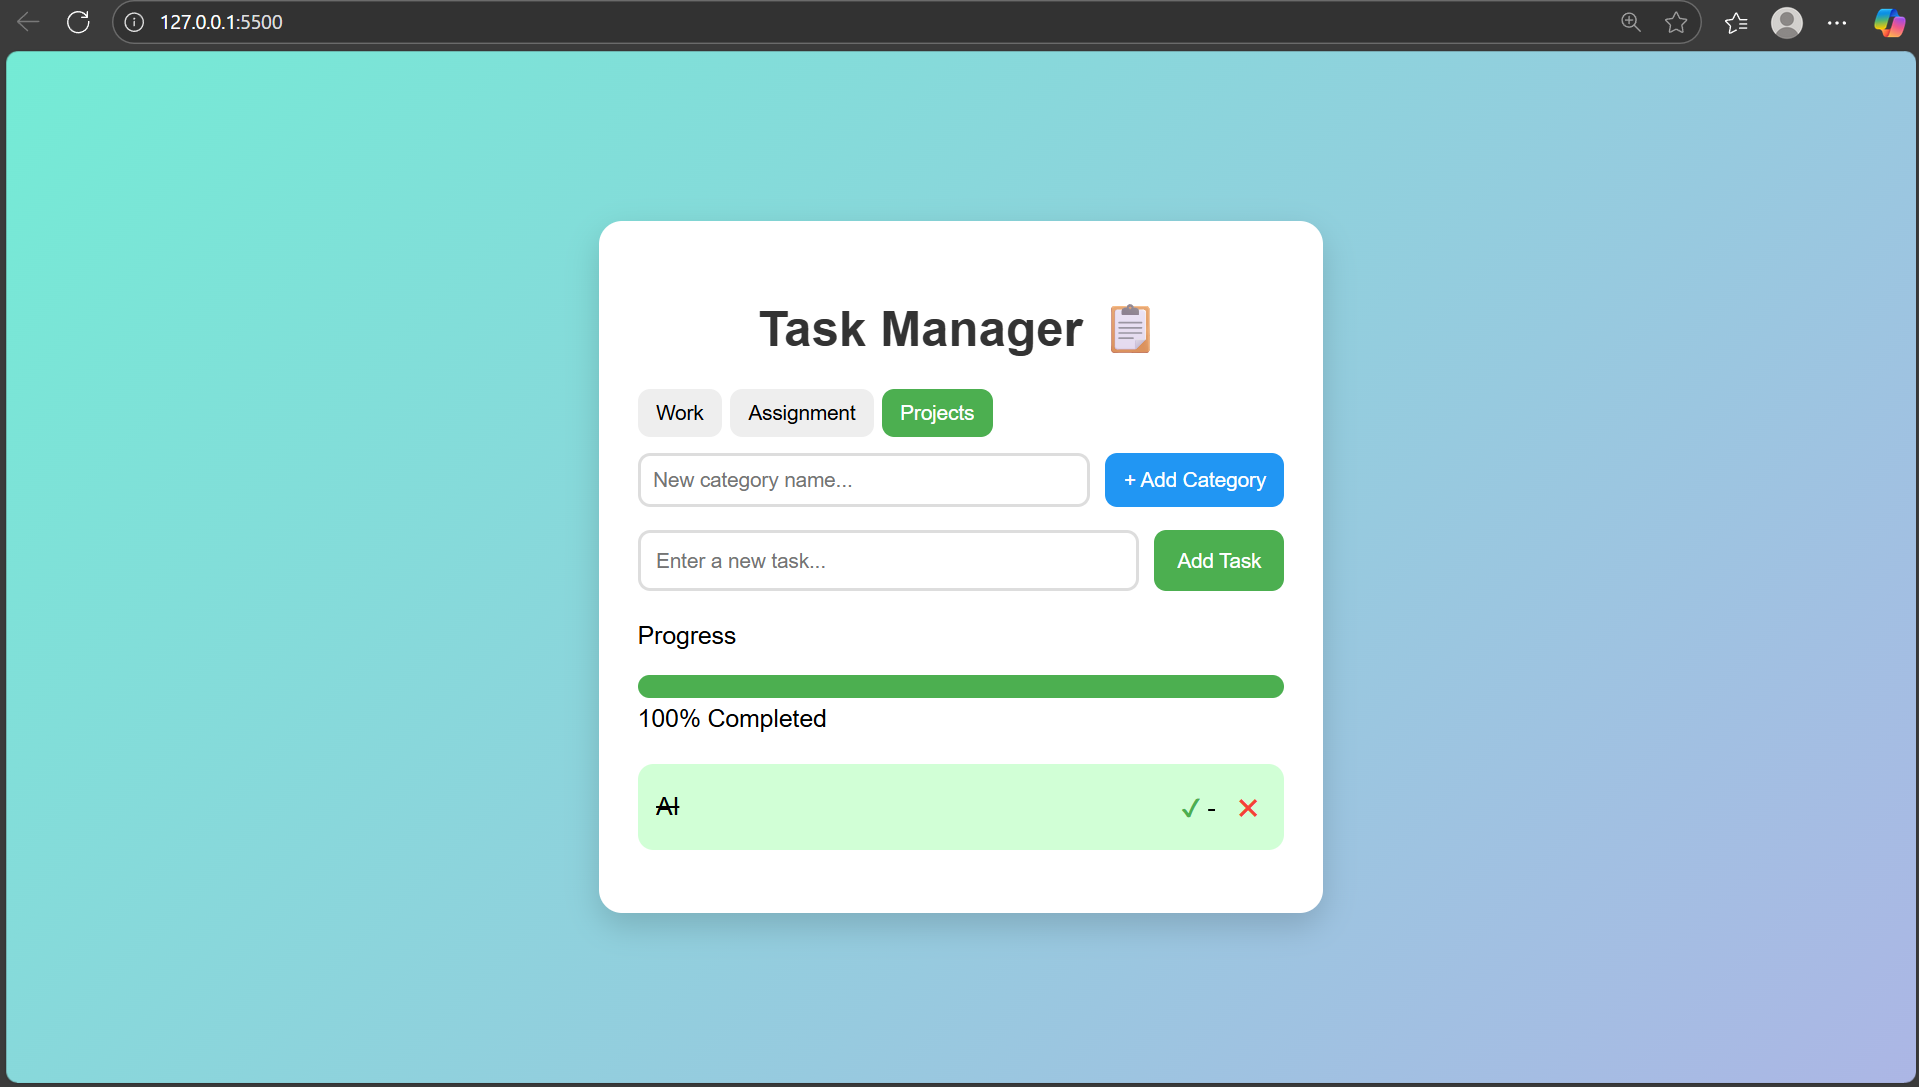 127.0.0.1:5500
Task Manager 📋
Work Assignment Projects
New category name... + Add Category
Enter a new task... Add Task
Progress
100% Completed
AI ✓ - ✕